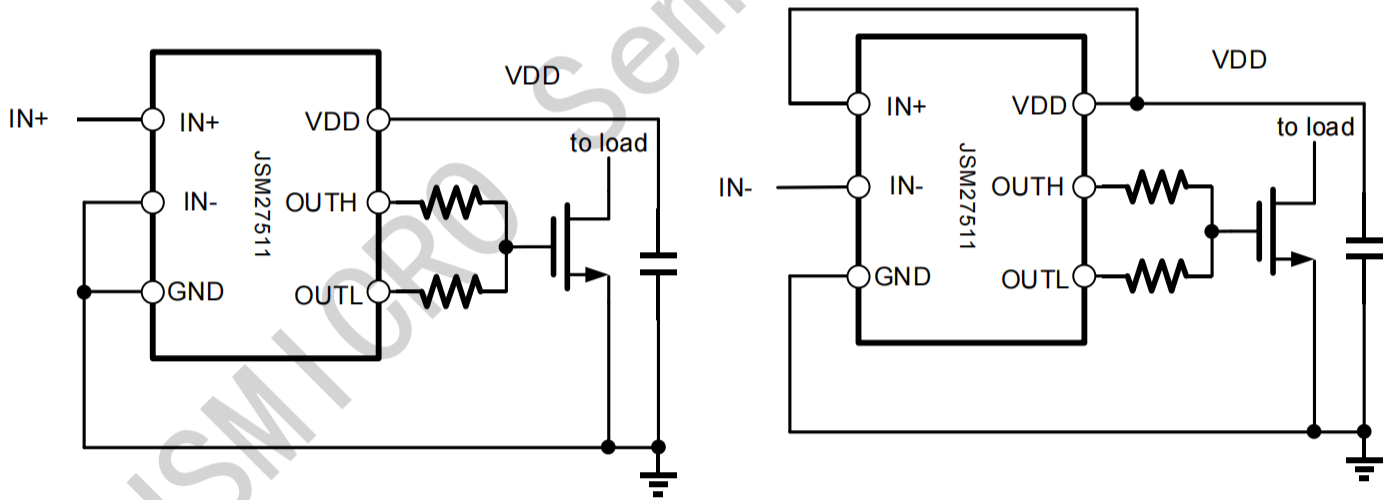 VDD
IN+
IN+
VDD
to load
JSM27511
IN-
OUTH
GND
OUTL
VDD
IN+
VDD
to load
JSM27511
IN-
IN-
OUTH
GND
OUTL
JSMICRO Sem